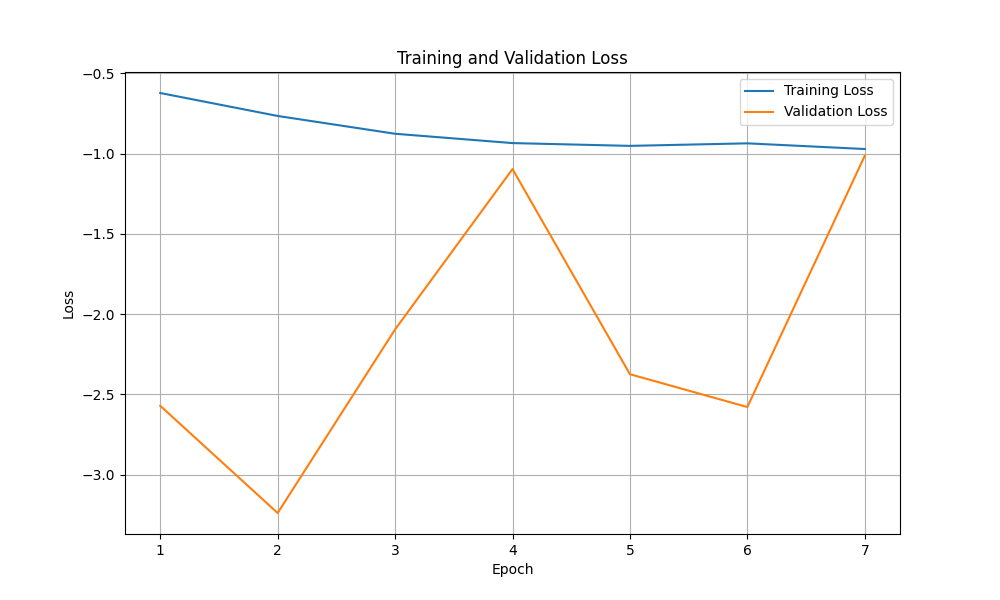 Training and Validation Loss
Training Loss
Validation Loss
−0.5
−1.0
−1.5
−2.0
−2.5
−3.0
Loss
1 2 3 4 5 6 7
Epoch